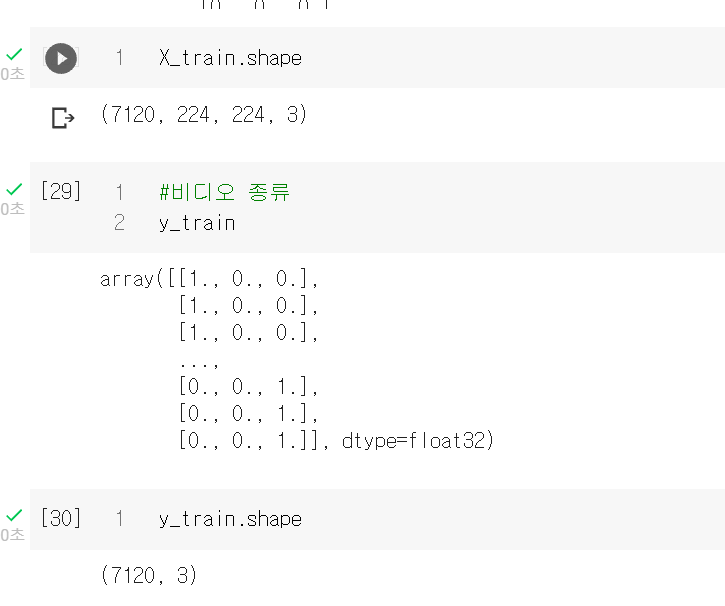 0초
1 X_train.shape
(7120, 224, 224, 3)
0초
[29] 1 #비디오 종류
2 y_train
array([[1., 0., 0.],
[1., 0., 0.],
[1., 0., 0.],
...,
[0., 0., 1.],
[0., 0., 1.],
[0., 0., 1.]], dtype=float32)
0초
[30] 1 y_train.shape
(7120, 3)